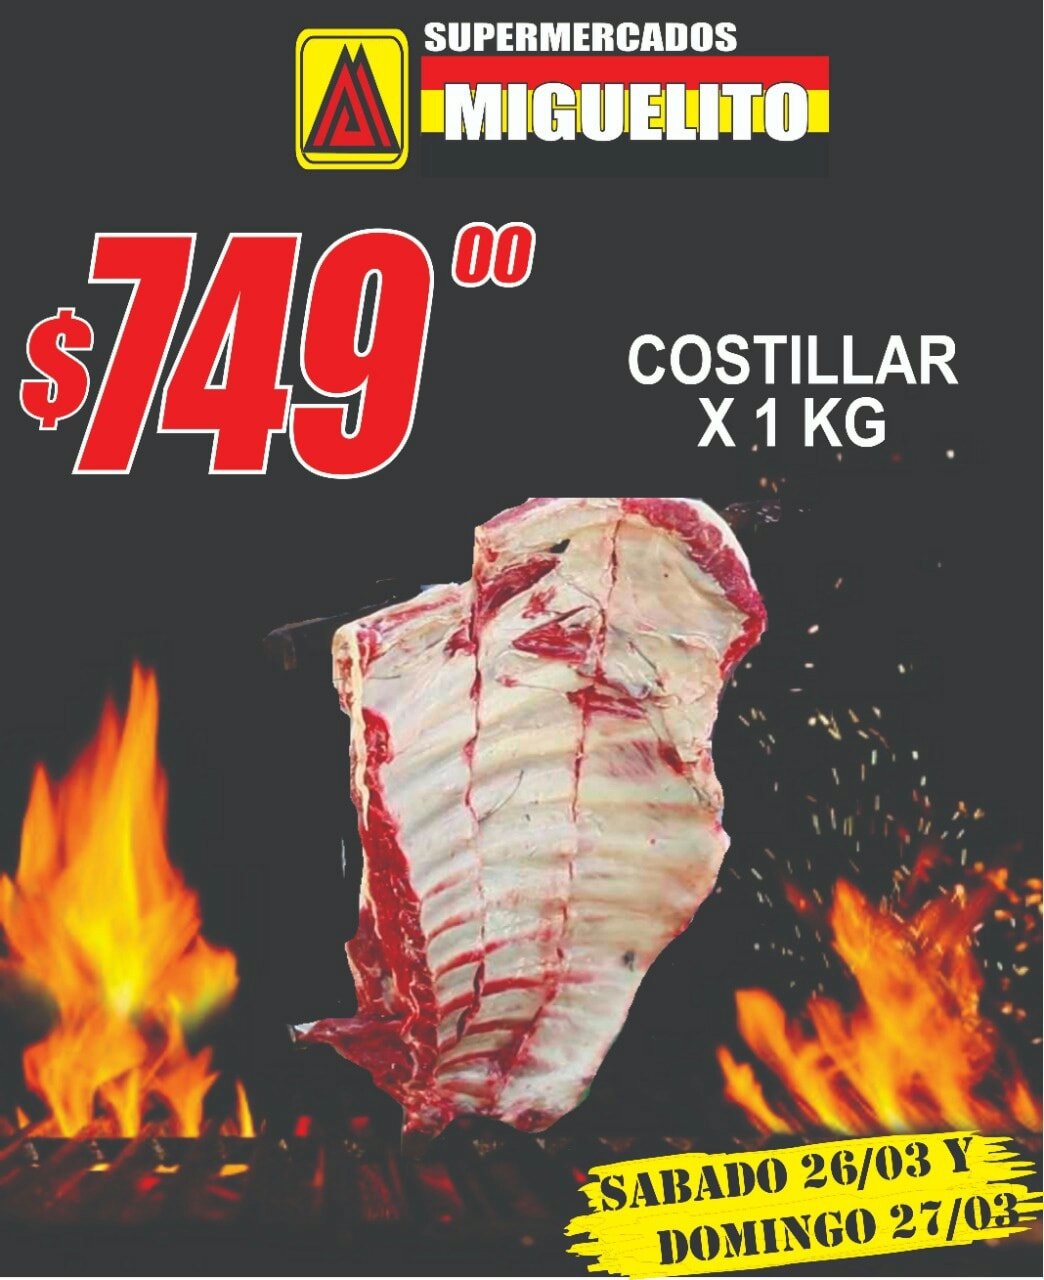 SUPERMERCADOS
MIGUELITO
$749.00
COSTILLAR
X 1 KG
SABADO 26/03 Y
DOMINGO 27/03